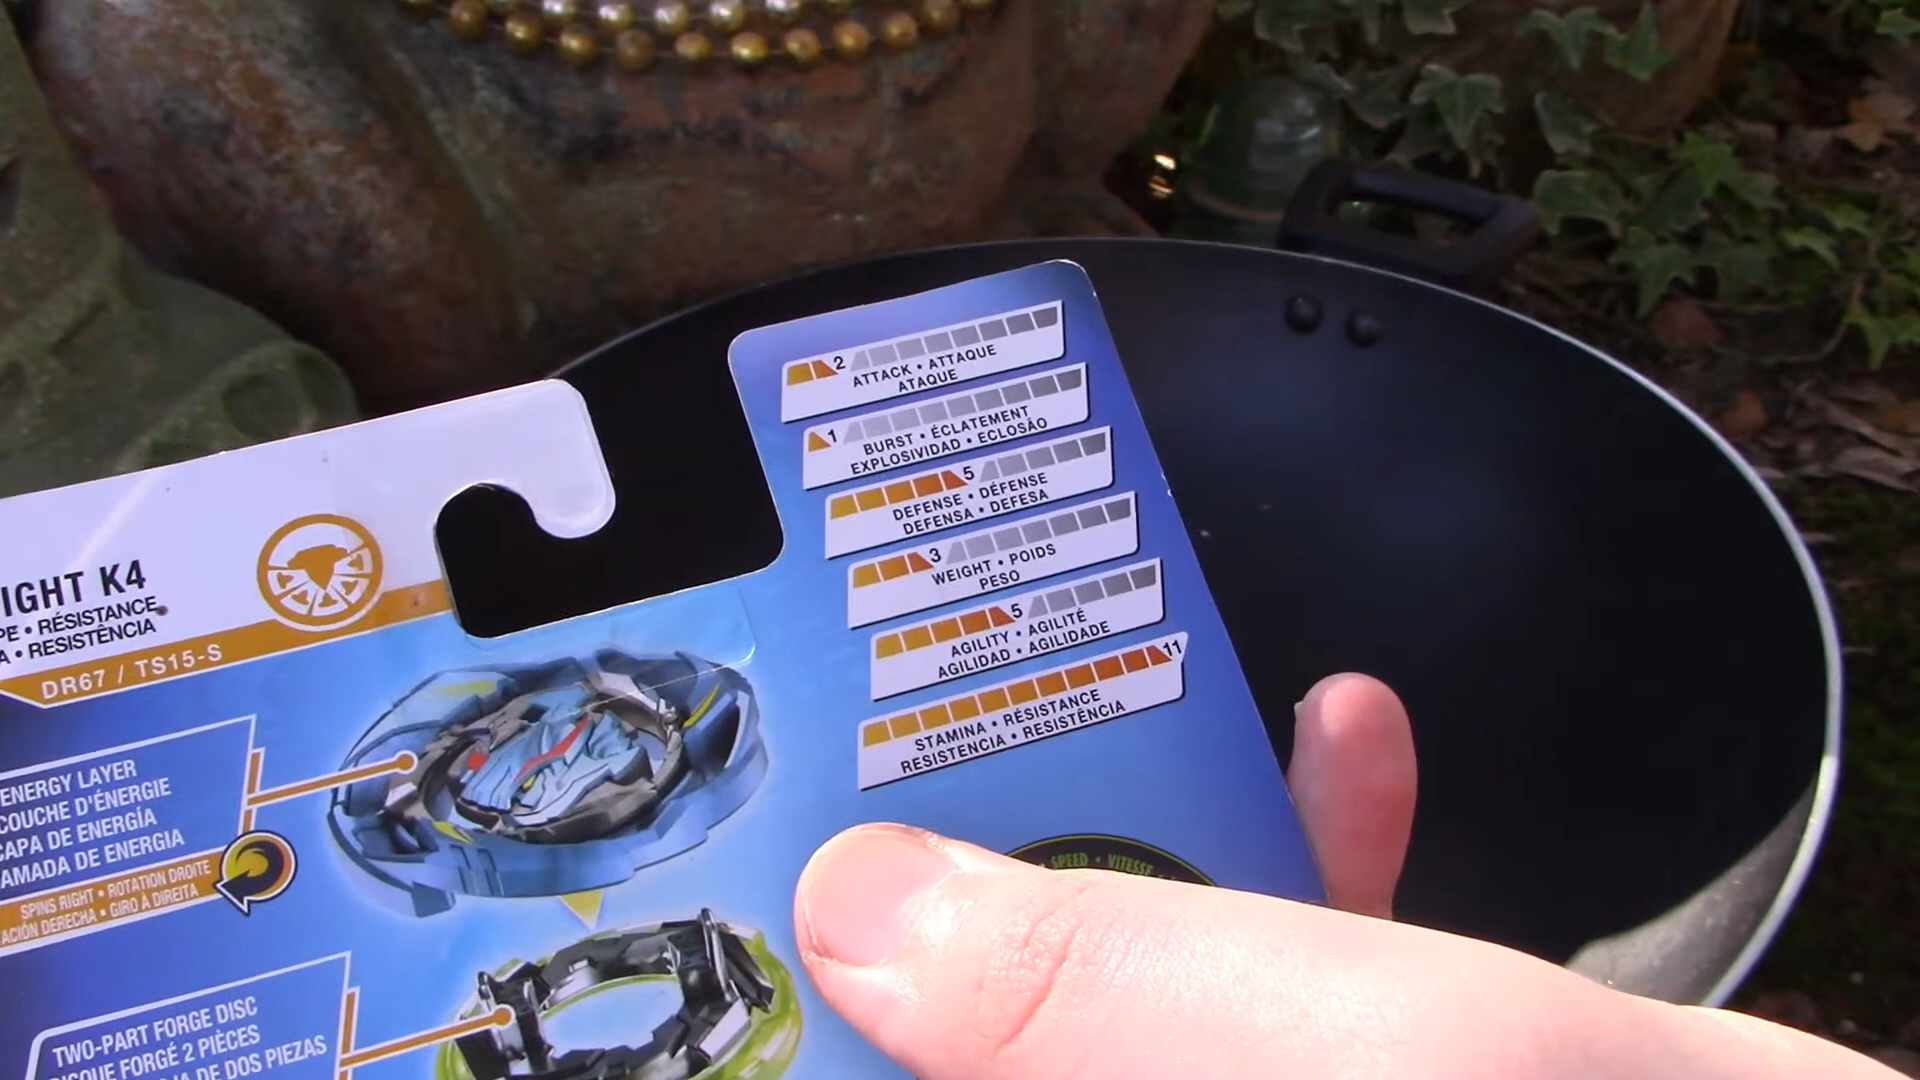 2
ATTACK • ATTAQUE
ATAQUE
1
BURST • ÉCLATEMENT
EXPLOSIVIDAD • ECLOSÃO
5
DEFENSE • DÉFENSE
DEFENSA • DEFESA
3
WEIGHT • POIDS
PESO
5
AGILITY • AGILITÉ
AGILIDAD • AGILIDADE
11
STAMINA • RÉSISTANCE
RESISTENCIA • RESISTÊNCIA
SPEED • VITESSE
IGHT K4
PE • RÉSISTANCE
A • RESISTÊNCIA
DR67 / TS15-S
ENERGY LAYER
COUCHE D'ÉNERGIE
CAPA DE ENERGÍA
AMADA DE ENERGIA
SPINS RIGHT • ROTATION DROITE
ACIÓN DERECHA • GIRO À DIREITA
TWO-PART FORGE DISC
ISQUE FORGÉ 2 PIÈCES
JA DE DOS PIEZAS